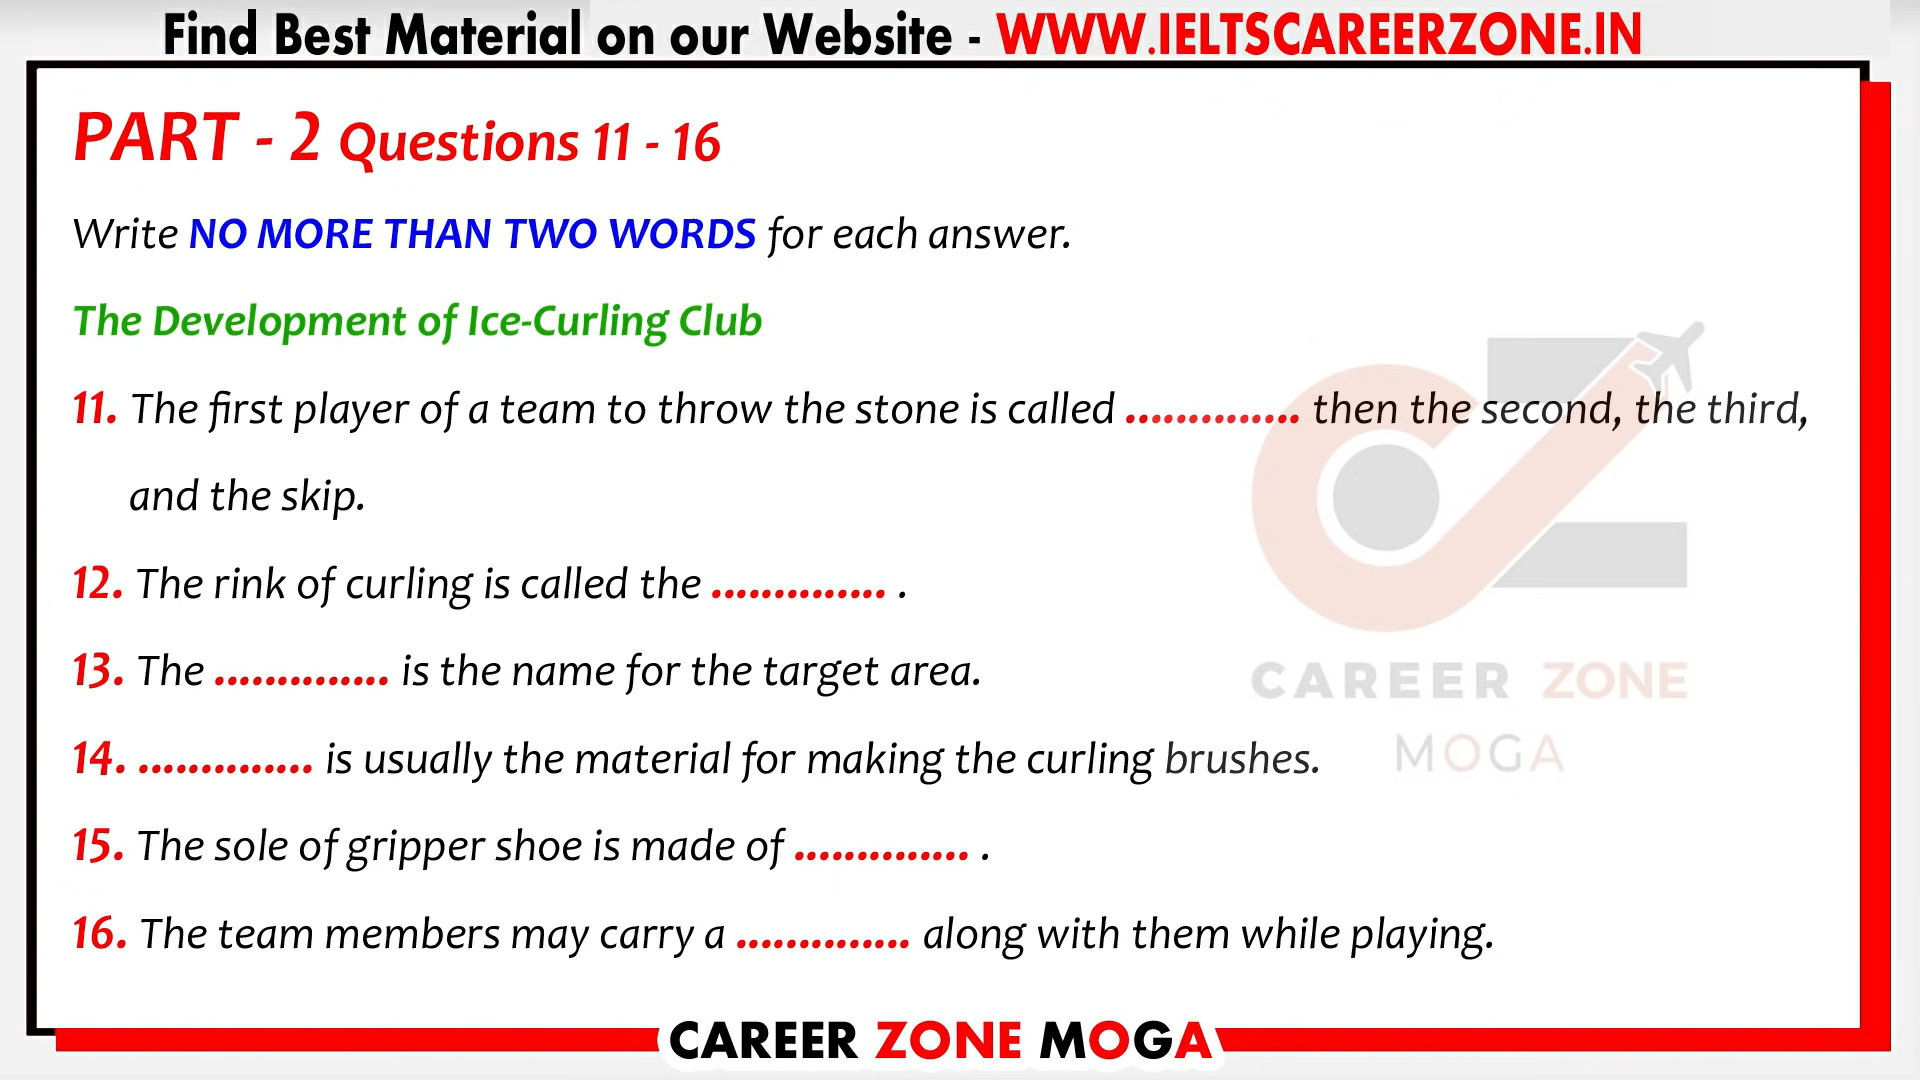 Find Best Material on our Website - WWW.IELTSCAREERZONE.IN
PART - 2 Questions 11 - 16
Write NO MORE THAN TWO WORDS for each answer.
The Development of Ice-Curling Club
11. The first player of a team to throw the stone is called .............. then the second, the third,
and the skip.
12. The rink of curling is called the .............. .
13. The .............. is the name for the target area.
14. .............. is usually the material for making the curling brushes.
15. The sole of gripper shoe is made of .............. .
16. The team members may carry a .............. along with them while playing.
CAREER ZONE
MOGA
CAREER ZONE MOGA